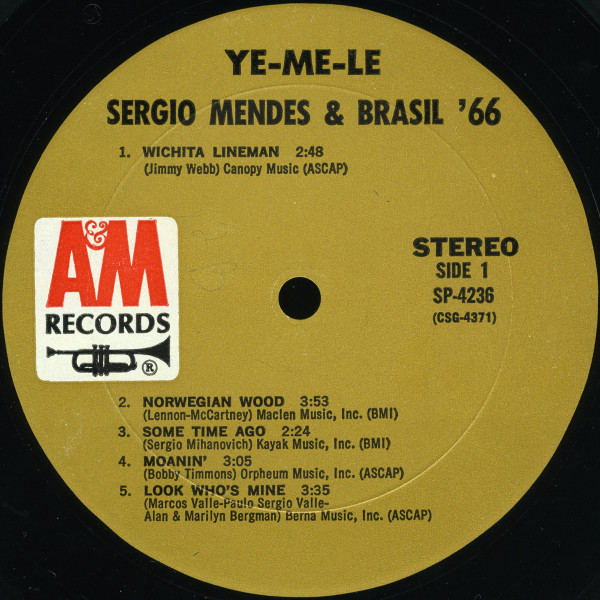 YE-ME-LE
SERGIO MENDES & BRASIL '66
1. WICHITA LINEMAN 2:48
(Jimmy Webb) Canopy Music (ASCAP)
A&M
RECORDS
®
STEREO
SIDE 1
SP-4236
(CSG-4371)
2. NORWEGIAN WOOD 3:53
(Lennon-McCartney) Maclen Music, Inc. (BMI)
3. SOME TIME AGO 2:24
(Sergio Mihanovich) Kayak Music, Inc. (BMI)
4. MOANIN' 3:05
(Bobby Timmons) Orpheum Music, Inc. (ASCAP)
5. LOOK WHO'S MINE 3:35
(Marcos Valle-Paulo Sergio Valle-
Alan & Marilyn Bergman) Berna Music, Inc. (ASCAP)